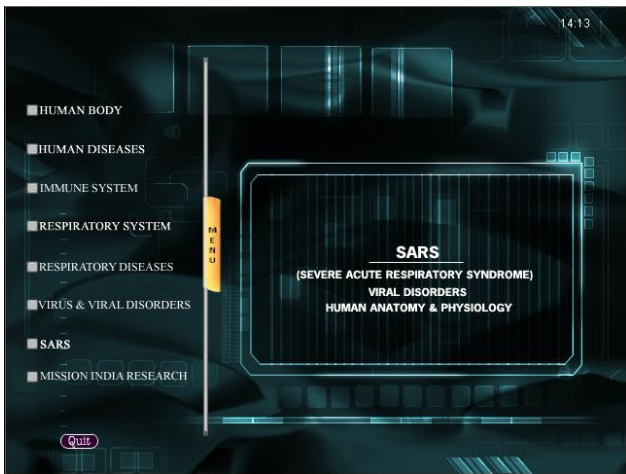 14:13
HUMAN BODY
HUMAN DISEASES
IMMUNE SYSTEM
RESPIRATORY SYSTEM
RESPIRATORY DISEASES
VIRUS & VIRAL DISORDERS
SARS
MISSION INDIA RESEARCH
Quit
MENU
SARS
(SEVERE ACUTE RESPIRATORY SYNDROME)
VIRAL DISORDERS
HUMAN ANATOMY & PHYSIOLOGY